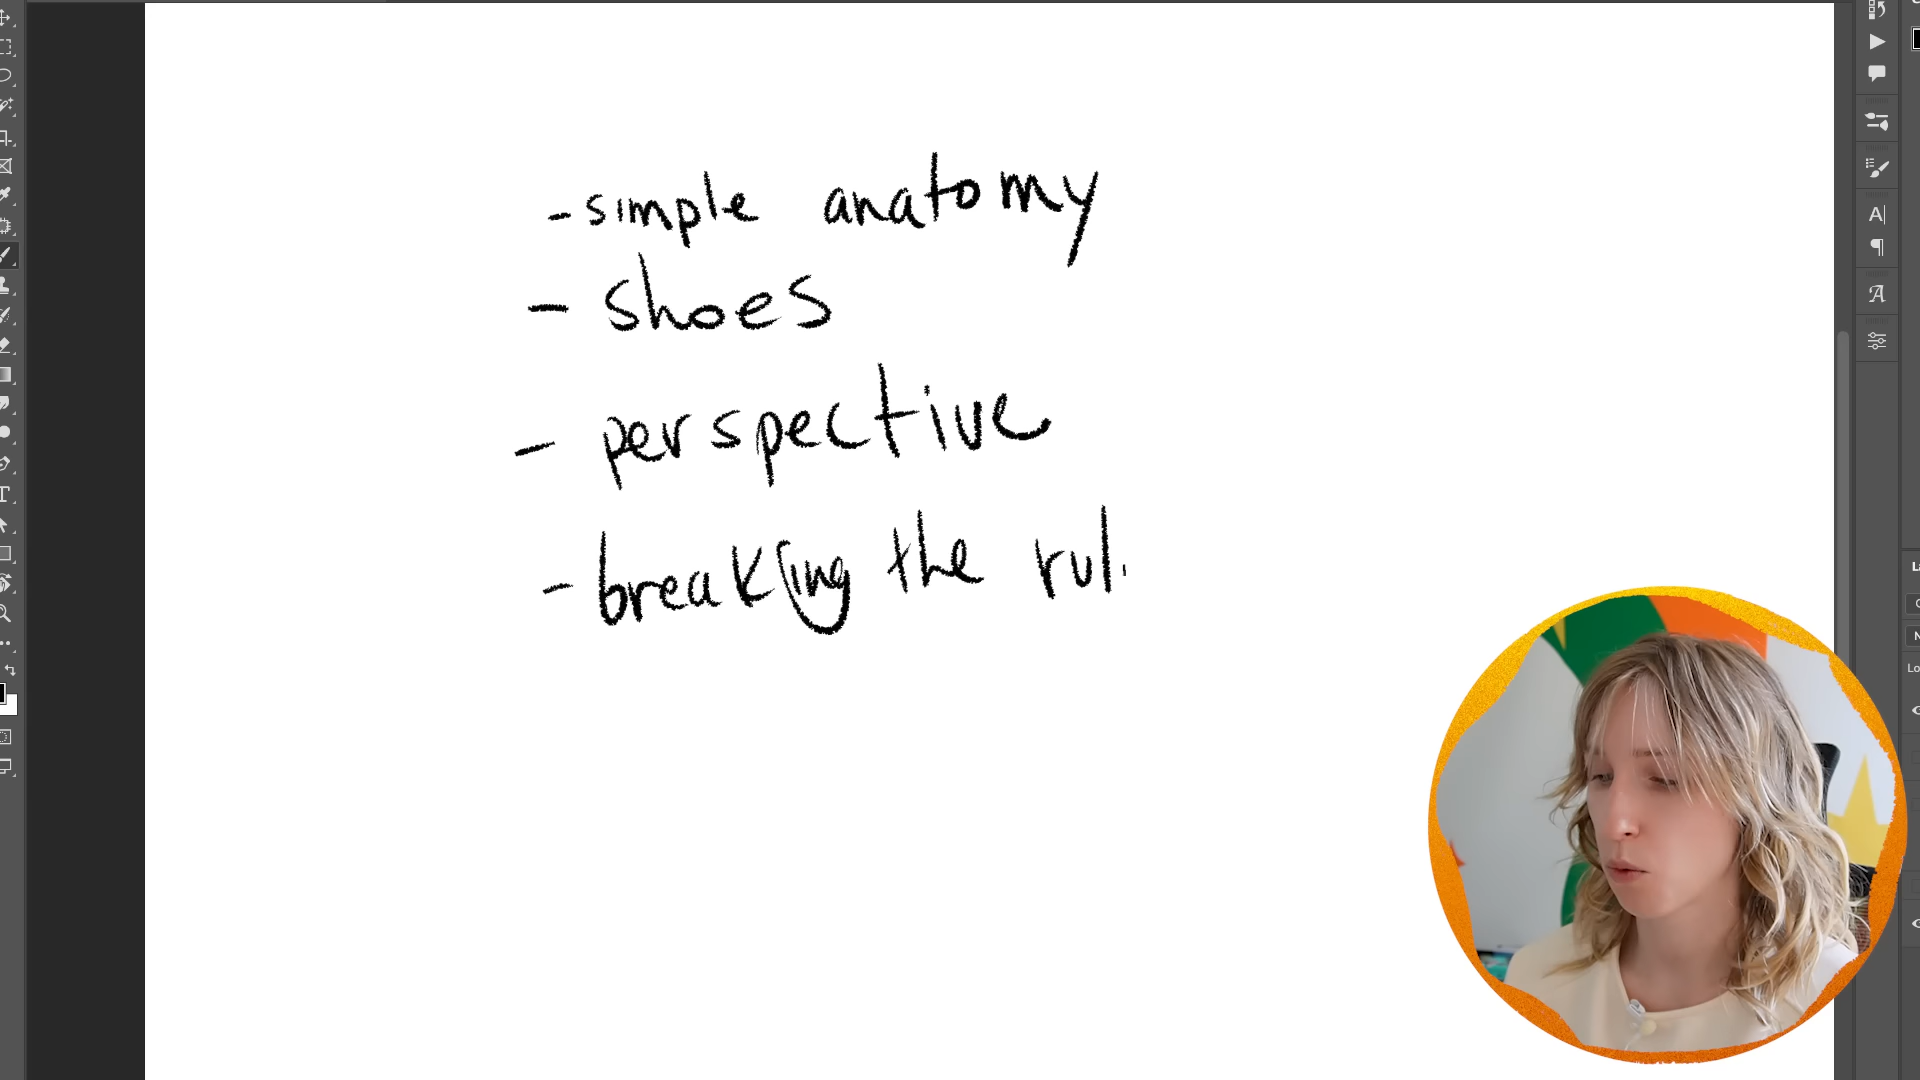 - simple anatomy
- shoes
- perspective
- breaking the rul